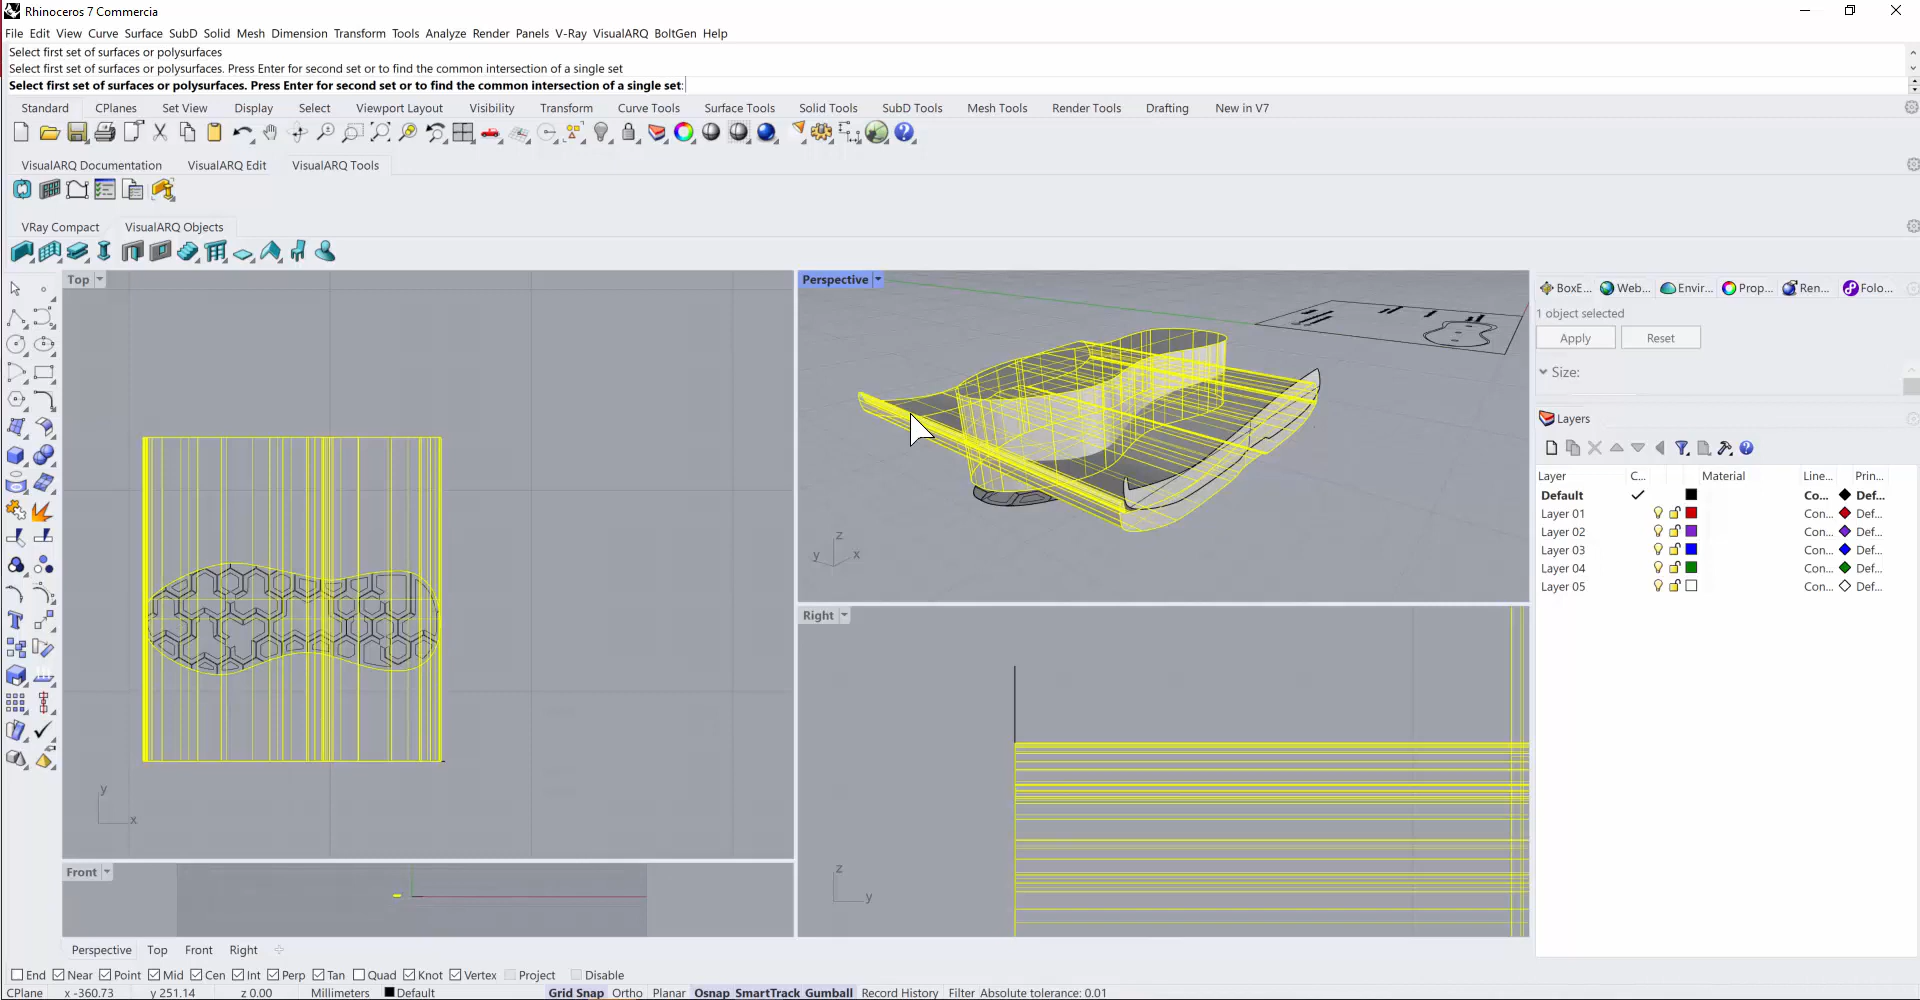 Rhinoceros 7 Commercia
File Edit View Curve Surface SubD Solid Mesh Dimension Transform Tools Analyze Render Panels V-Ray VisualARQ BoltGen Help
Select first set of surfaces or polysurfaces
Select first set of surfaces or polysurfaces. Press Enter for second set or to find the common intersection of a single set
Select first set of surfaces or polysurfaces. Press Enter for second set or to find the common intersection of a single set:
Standard CPlanes Set View Display Select Viewport Layout Visibility Transform Curve Tools Surface Tools Solid Tools SubD Tools Mesh Tools Render Tools Drafting New in V7
VisualARQ Documentation VisualARQ Edit VisualARQ Tools
VRay Compact VisualARQ Objects
Top Perspective
BoxE... Web... Envir... Prop... Ren... Folo...
1 object selected
Apply Reset
Size:
Layers
Layer C... Material Line... Prin...
Default Co... Def...
Layer 01 Con... Def...
Layer 02 Con... Def...
Layer 03 Con... Def...
Layer 04 Con... Def...
Layer 05 Con... Def...
z
y x
Right
y
x
z
y
Front
Perspective Top Front Right
End Near Point Mid Cen Int Perp Tan Quad Knot Vertex Project Disable
CPlane x -360.73 y 251.14 z 0.00 Millimeters Default Grid Snap Ortho Planar Osnap SmartTrack Gumball Record History Filter Absolute tolerance: 0.01